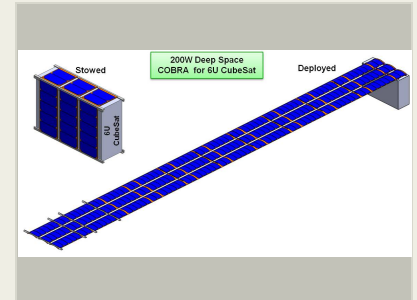 Stowed
200W Deep Space
COBRA for 6U CubeSat
Deployed
6U
CubeSat